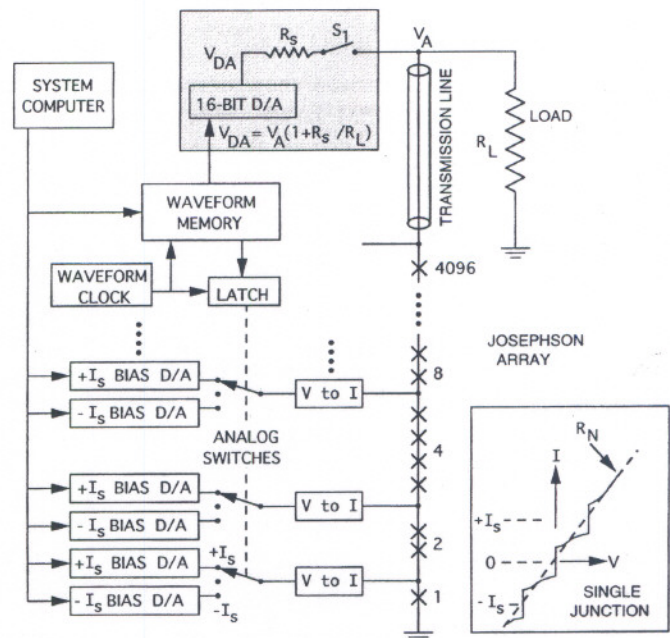 SYSTEM
COMPUTER
V_DA
R_S
S_1
V_A
16-BIT D/A
V_DA = V_A(1+R_S /R_L)
TRANSMISSION LINE
LOAD
R_L
WAVEFORM
MEMORY
WAVEFORM
CLOCK
LATCH
4096
JOSEPHSON
ARRAY
+I_S BIAS D/A
-I_S BIAS D/A
V to I
8
ANALOG
SWITCHES
4
+I_S BIAS D/A
-I_S BIAS D/A
V to I
2
+I_S BIAS D/A
-I_S BIAS D/A
+I_S
-I_S
V to I
1
R_N
I
+I_S
0
V
-I_S
SINGLE
JUNCTION